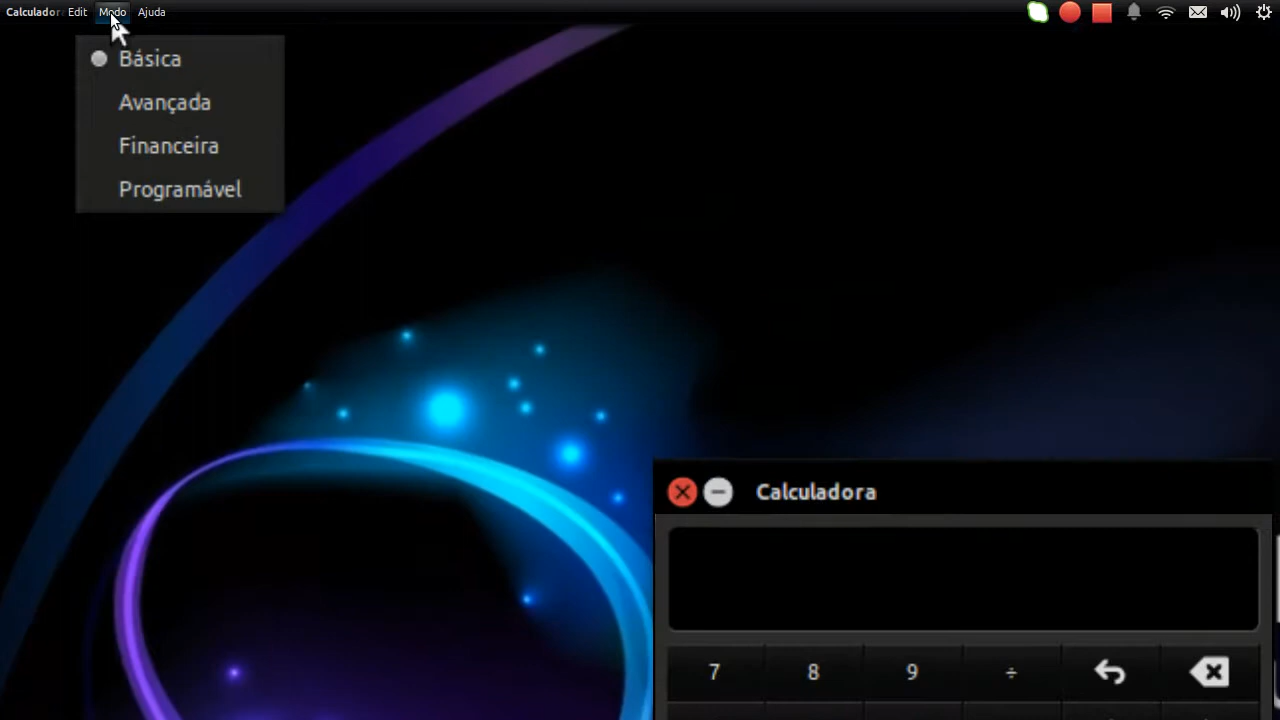 Calculador Edit Modo Ajuda
Básica
Avançada
Financeira
Programável
Calculadora
7 8 9 ÷